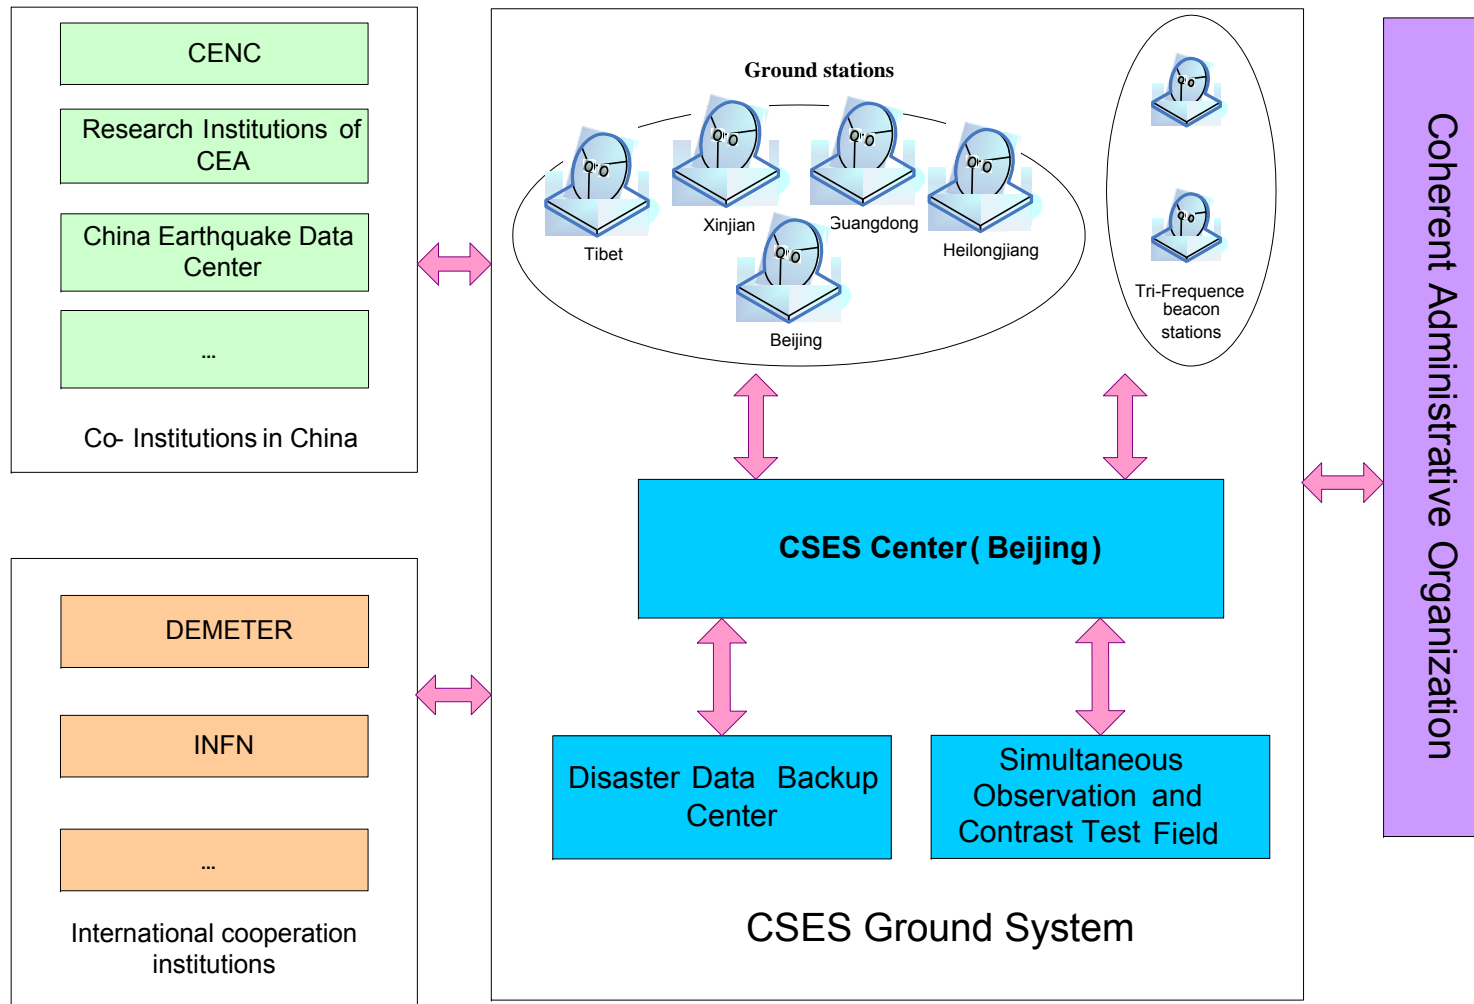 CENC
Research Institutions of
CEA
China Earthquake Data
Center
...
Co- Institutions in China
DEMETER
INFN
...
International cooperation
institutions
Ground stations
Tibet
Xinjian
Guangdong
Heilongjiang
Beijing
Tri-Frequence
beacon
stations
CSES Center( Beijing)
Disaster Data Backup
Center
Simultaneous
Observation and
Contrast Test Field
CSES Ground System
Coherent Administrative Organization